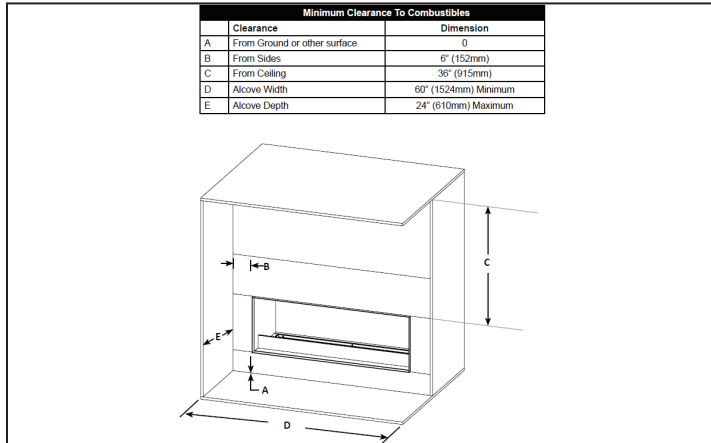 Minimum Clearance To Combustibles
Clearance Dimension
A From Ground or other surface 0
B From Sides 6" (152mm)
C From Ceiling 36" (915mm)
D Alcove Width 60" (1524mm) Minimum
E Alcove Depth 24" (610mm) Maximum
B
C
E
A
D